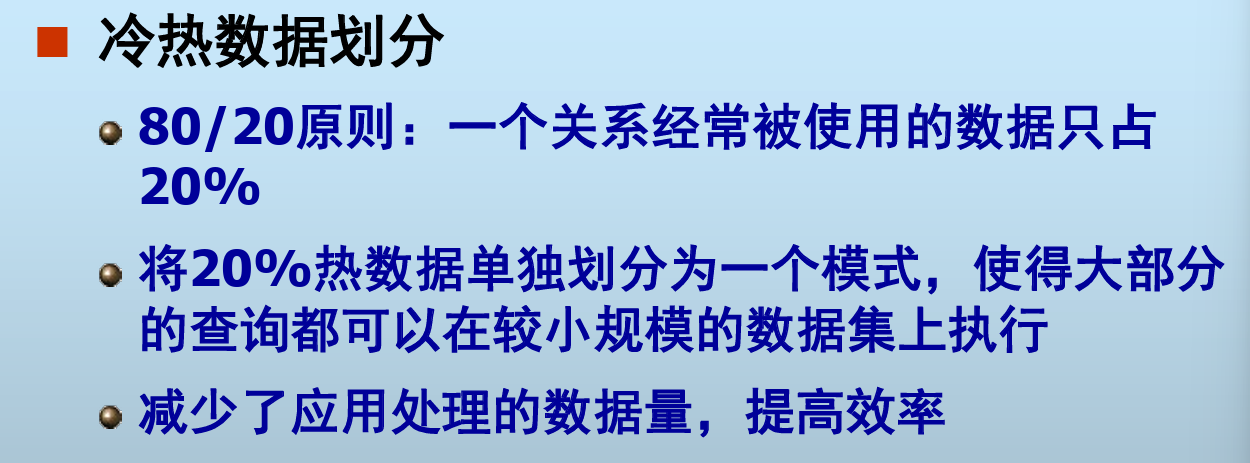 冷热数据划分
80/20原则：一个关系经常被使用的数据只占
20%
将20%热数据单独划分为一个模式，使得大部分
的查询都可以在较小规模的数据集上执行
减少了应用处理的数据量，提高效率